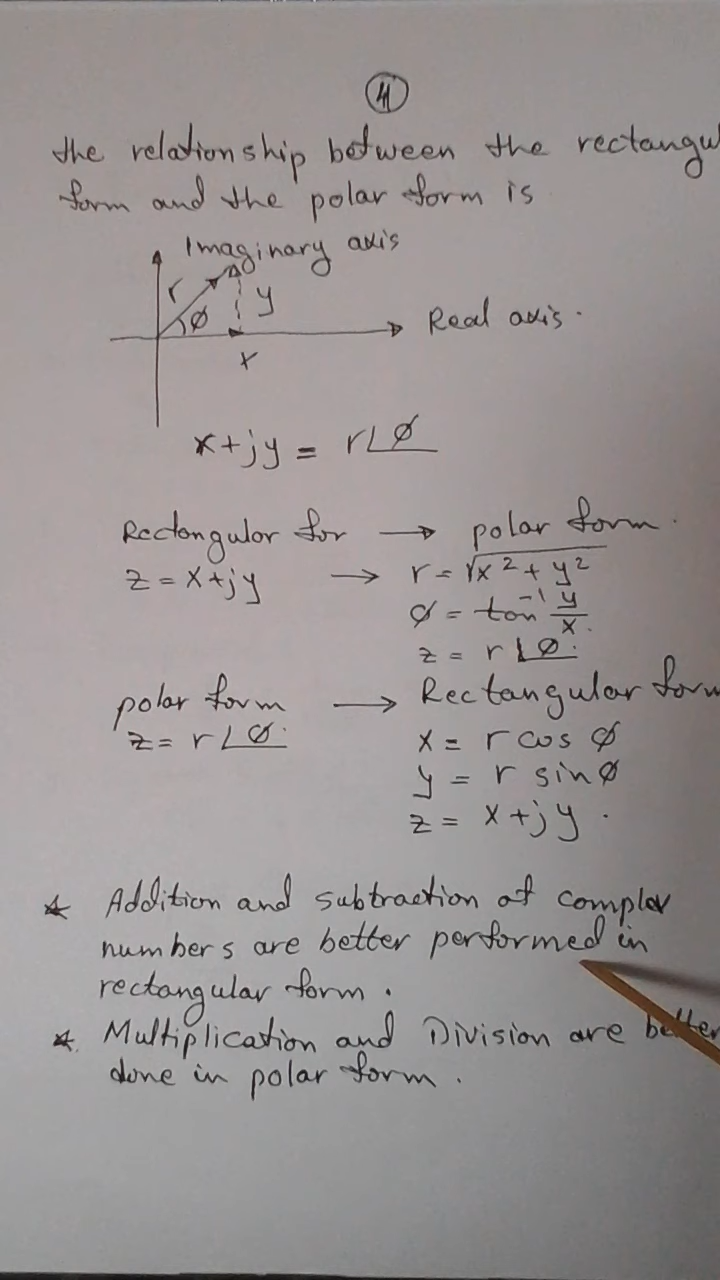 4
the relationship between the rectangul
form and the polar form is
Imaginary axis
r
y
ø
Real axis.
x
x+jy = r∠ø
Rectangular for → polar form.
z = x+jy → r = √x²+y²
ø = tan⁻¹ y/x.
z = r∠ø.
polar form → Rectangular form
z = r∠ø. x = r cos ø
y = r sinø
z = x+jy.
* Addition and subtraction of complex
numbers are better performed in
rectangular form.
* Multiplication and Division are better
done in polar form.